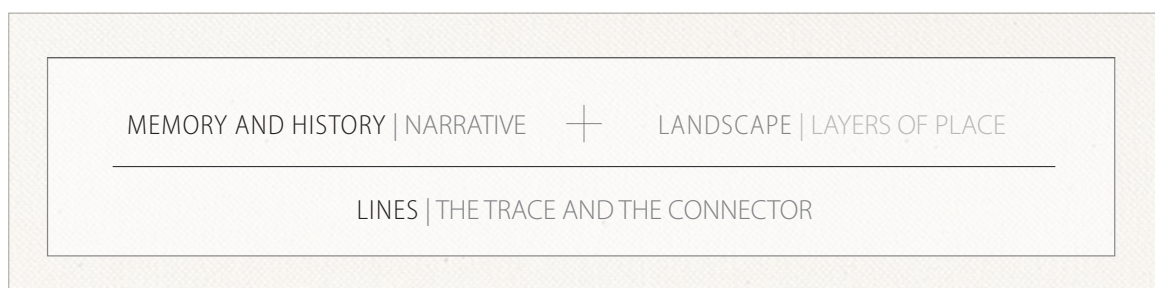 MEMORY AND HISTORY | NARRATIVE + LANDSCAPE | LAYERS OF PLACE
LINES | THE TRACE AND THE CONNECTOR